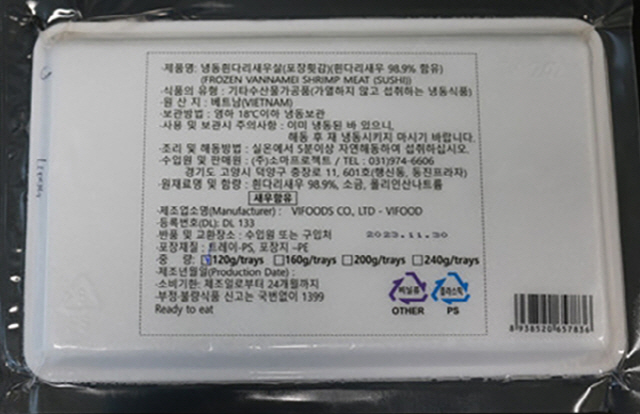 ·제품명: 냉동흰다리새우살(포장횟감)(흰다리새우 98.9% 함유)
(FROZEN VANNAMEI SHRIMP MEAT (SUSHI))
·식품의 유형 : 기타수산물가공품(가열하지 않고 섭취하는 냉동식품)
·원 산 지 : 베트남(VIETNAM)
·보관방법 : 영하 18℃이하 냉동보관
·사용 및 보관시 주의사항 : 이미 냉동된 바 있으니,
해동 후 재 냉동시키지 마시기 바랍니다.
·조리 및 해동방법 : 실온에서 5분이상 자연해동하여 섭취하십시오.
·수입원 및 판매원 : (주)소마프로젝트 / TEL : 031)974-6606
경기도 고양시 덕양구 충장로 11, 601호(행신동, 동진프라자)
·원재료명 및 함량 : 흰다리새우 98.9%, 소금, 폴리인산나트륨
새우함유
·제조업소명(Manufacturer) : VIFOODS CO, LTD - VIFOOD
·등록번호(DL): DL 133
·반품 및 교환장소 : 수입원 또는 구입처 2023.11.30
·포장재질 : 트레이-PS, 포장지 –PE
·중 량: 120g/trays 160g/trays 200g/trays 240g/trays
·제조년월일(Production Date) :
·소비기한: 제조일로부터 24개월까지
·부정·불량식품 신고는 국번없이 1399
Ready to eat
비닐류 플라스틱
OTHER PS
8 938520 657836